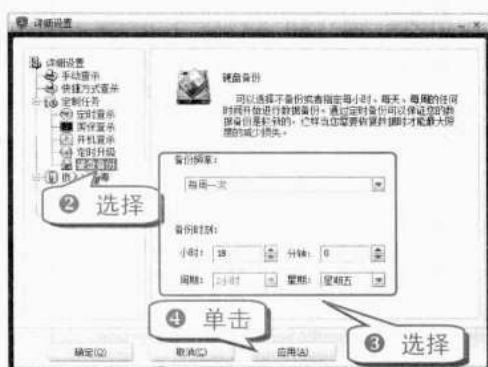 详细设置
详细设置
手动查杀
快捷方式查杀
定制任务
定时查杀
屏保查杀
开机查杀
定时升级
硬盘备份
嵌入 毒
硬盘备份
可以选择不备份或者指定每小时、每天、每周的任何
时间开始进行数据备份。通过定时备份可以保证您的数
据备份是较新的，这样当您需要恢复数据时才能最大限
度的减少损失。
备份频率：
每周一次
备份时刻：
小时： 18 分钟： 0
周期： 2小时 星期： 星期五
❷ 选择
❹ 单击
❸ 选择
确定(O) 取消(C) 应用(A)